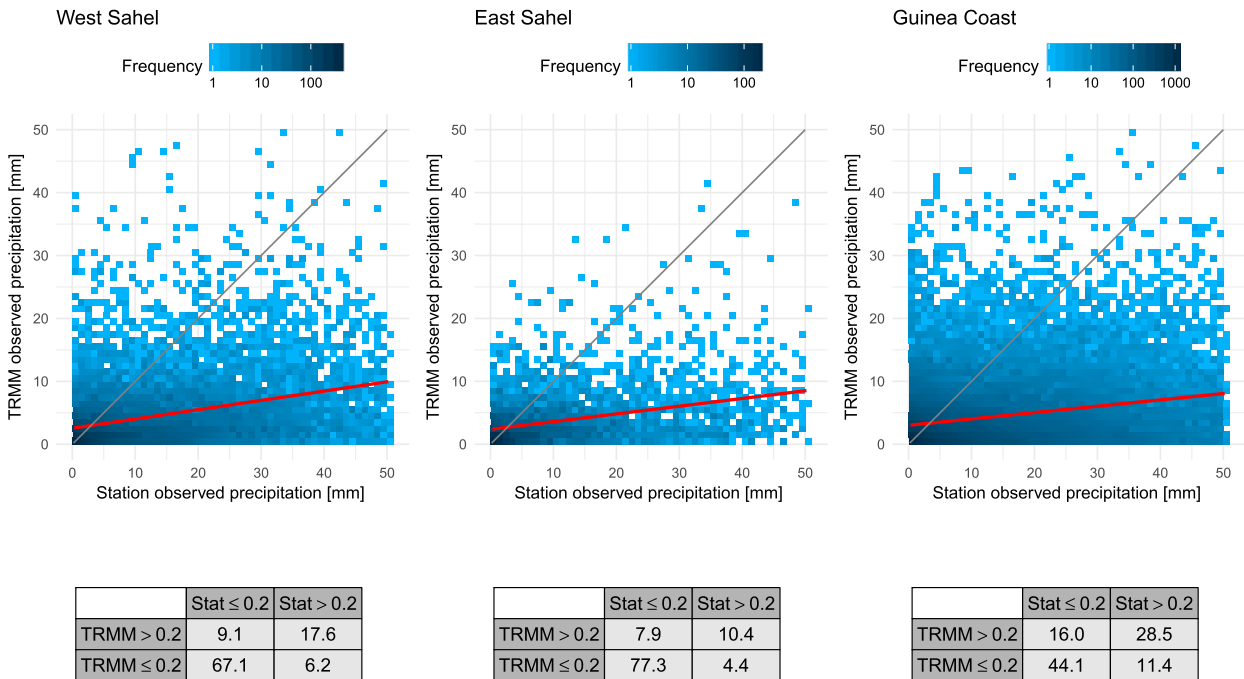 West Sahel
Frequency
1 10 100
TRMM observed precipitation [mm]
50
40
30
20
10
0
0 10 20 30 40 50
Station observed precipitation [mm]
Stat ≤ 0.2 Stat > 0.2
TRMM > 0.2 9.1 17.6
TRMM ≤ 0.2 67.1 6.2
East Sahel
Frequency
1 10 100
TRMM observed precipitation [mm]
50
40
30
20
10
0
0 10 20 30 40 50
Station observed precipitation [mm]
Stat ≤ 0.2 Stat > 0.2
TRMM > 0.2 7.9 10.4
TRMM ≤ 0.2 77.3 4.4
Guinea Coast
Frequency
1 10 100 1000
TRMM observed precipitation [mm]
50
40
30
20
10
0
0 10 20 30 40 50
Station observed precipitation [mm]
Stat ≤ 0.2 Stat > 0.2
TRMM > 0.2 16.0 28.5
TRMM ≤ 0.2 44.1 11.4